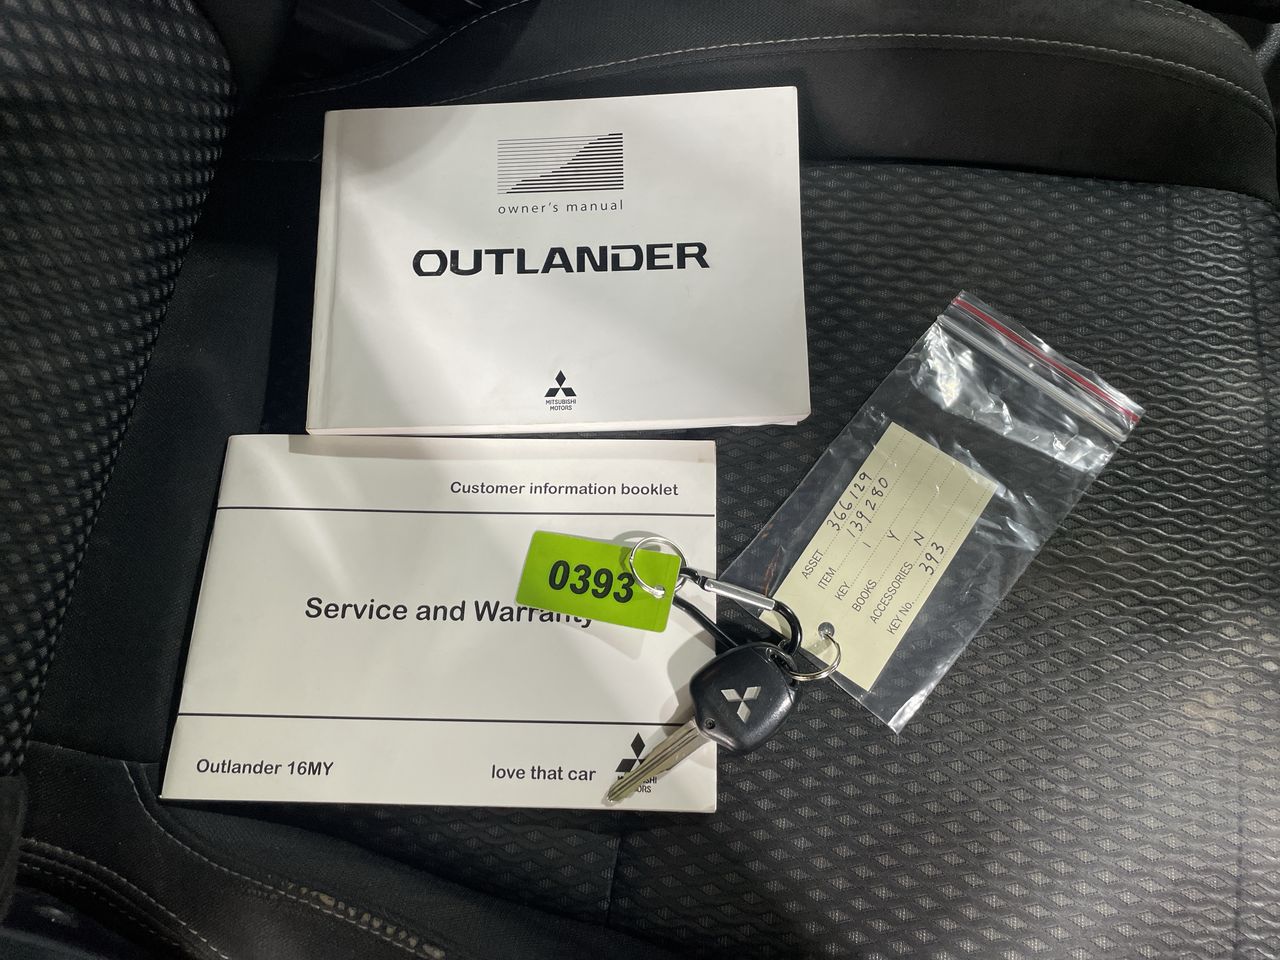 owner's manual
OUTLANDER
MITSUBISHI
MOTORS
Customer information booklet
Service and Warranty
Outlander 16MY
love that car
0393
ASSET 366129
ITEM 139280
KEY 1
BOOKS Y
ACCESSORIES N
KEY No. 393